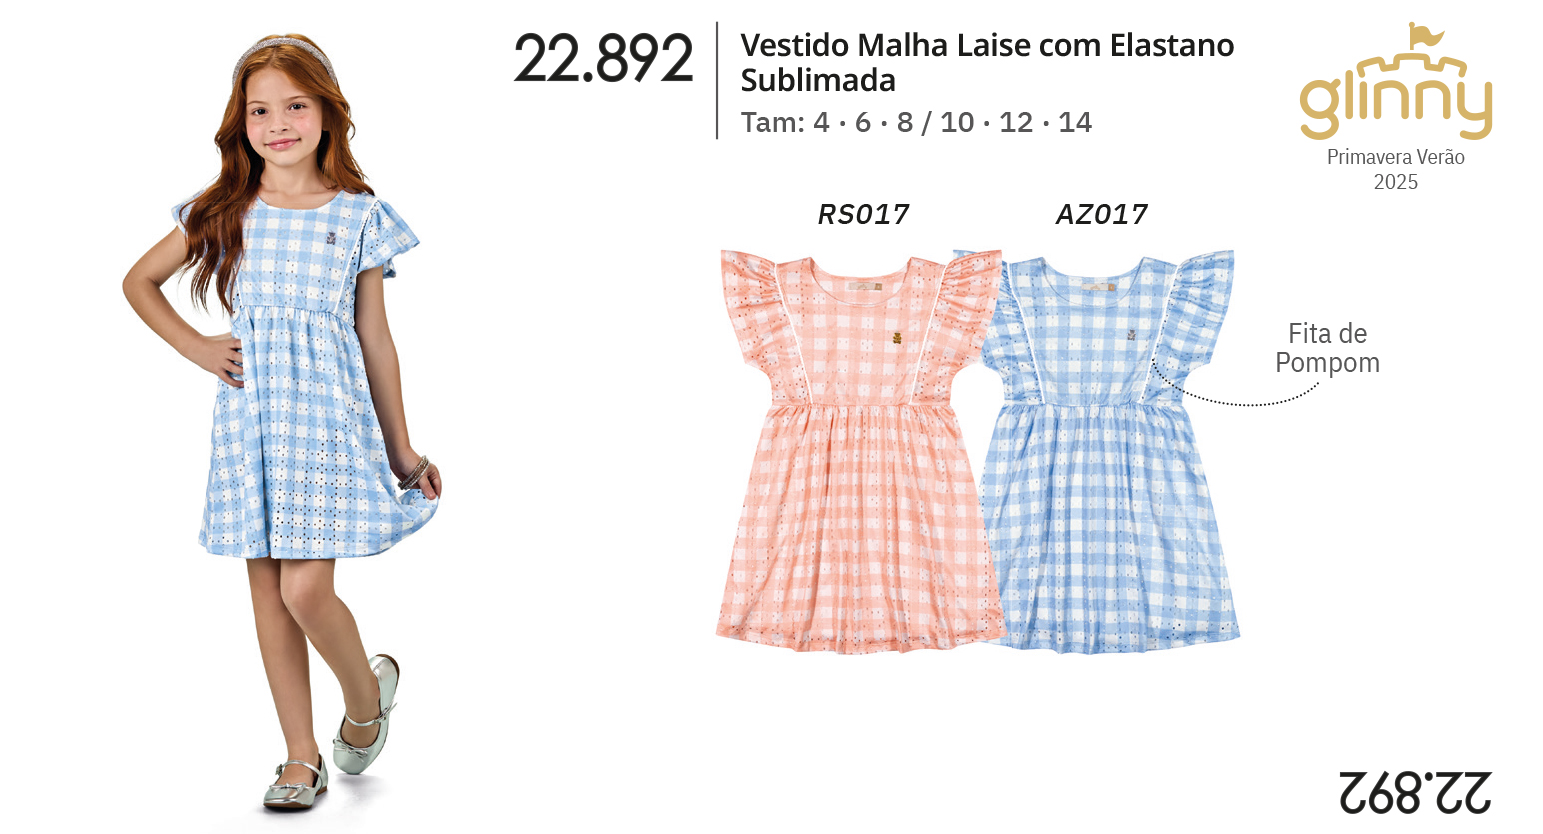 22.892
Vestido Malha Laise com Elastano
Sublimada
Tam: 4 · 6 · 8 / 10 · 12 · 14
glinny
Primavera Verão
2025
RS017
AZ017
Fita de
Pompom
22.892